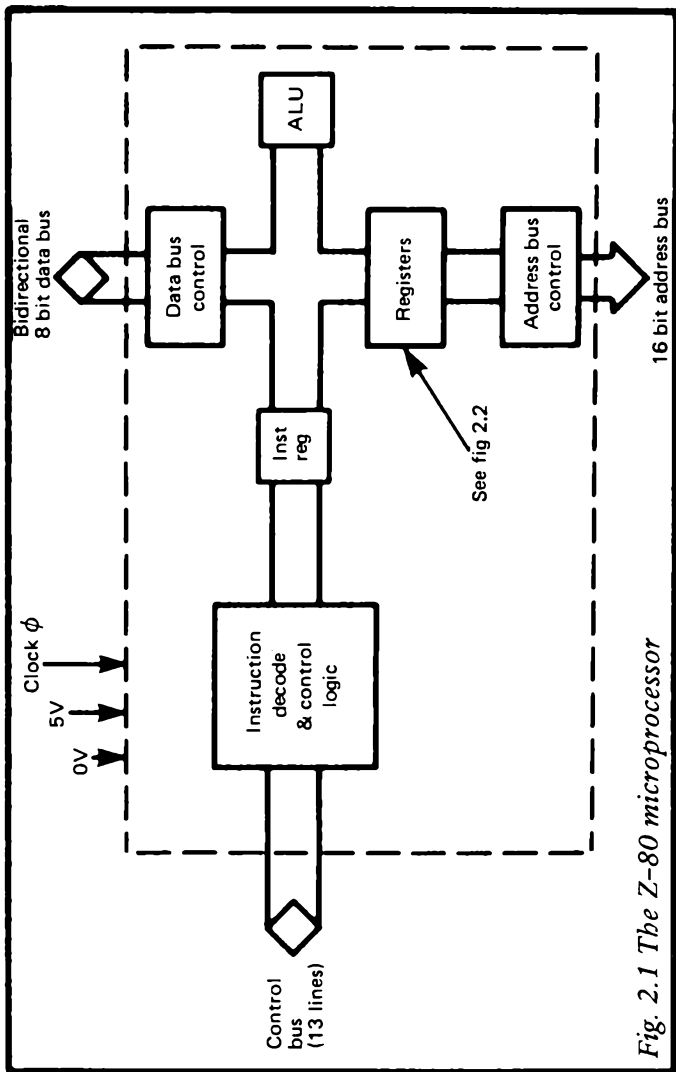 Bidirectional
8 bit data bus
Clock ϕ
5V
0V
Data bus
control
ALU
Inst
reg
Instruction
decode
& control
logic
Registers
Address bus
control
Control
bus
(13 lines)
See fig 2.2
16 bit address bus
Fig. 2.1 The Z-80 microprocessor